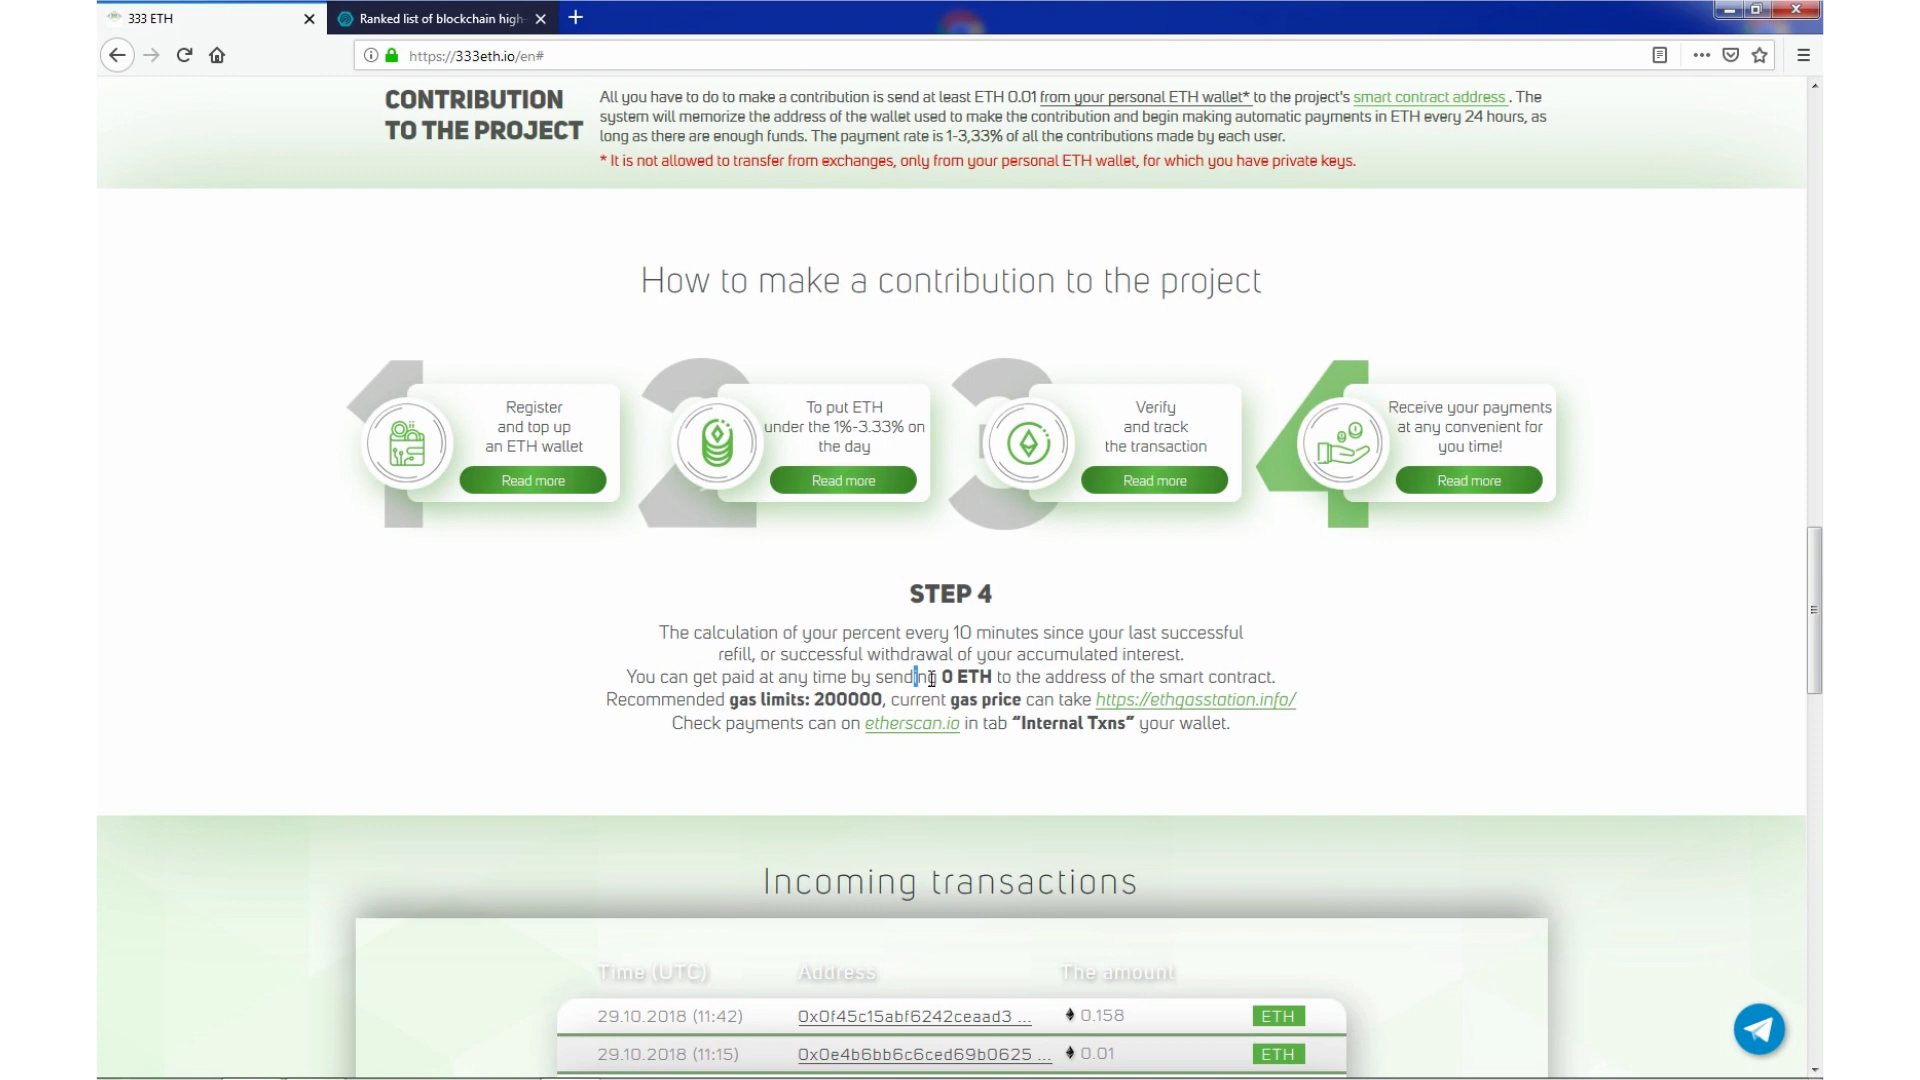 333 ETH
Ranked list of blockchain high-
https://333eth.io/en#
CONTRIBUTION
TO THE PROJECT
All you have to do to make a contribution is send at least ETH 0.01 from your personal ETH wallet* to the project's smart contract address . The
system will memorize the address of the wallet used to make the contribution and begin making automatic payments in ETH every 24 hours, as
long as there are enough funds. The payment rate is 1-3,33% of all the contributions made by each user.
* It is not allowed to transfer from exchanges, only from your personal ETH wallet, for which you have private keys.
How to make a contribution to the project
1
Register
and top up
an ETH wallet
Read more
2
To put ETH
under the 1%-3.33% on
the day
Read more
3
Verify
and track
the transaction
Read more
4
Receive your payments
at any convenient for
you time!
Read more
STEP 4
The calculation of your percent every 10 minutes since your last successful
refill, or successful withdrawal of your accumulated interest.
You can get paid at any time by sending 0 ETH to the address of the smart contract.
Recommended gas limits: 200000, current gas price can take https://ethgasstation.info/
Check payments can on etherscan.io in tab “Internal Txns” your wallet.
Incoming transactions
Time (UTC) Address The amount
29.10.2018 (11:42) 0x0f45c15abf6242ceaad3 ... 0.158 ETH
29.10.2018 (11:15) 0x0e4b6bb6c6ced69b0625 ... 0.01 ETH